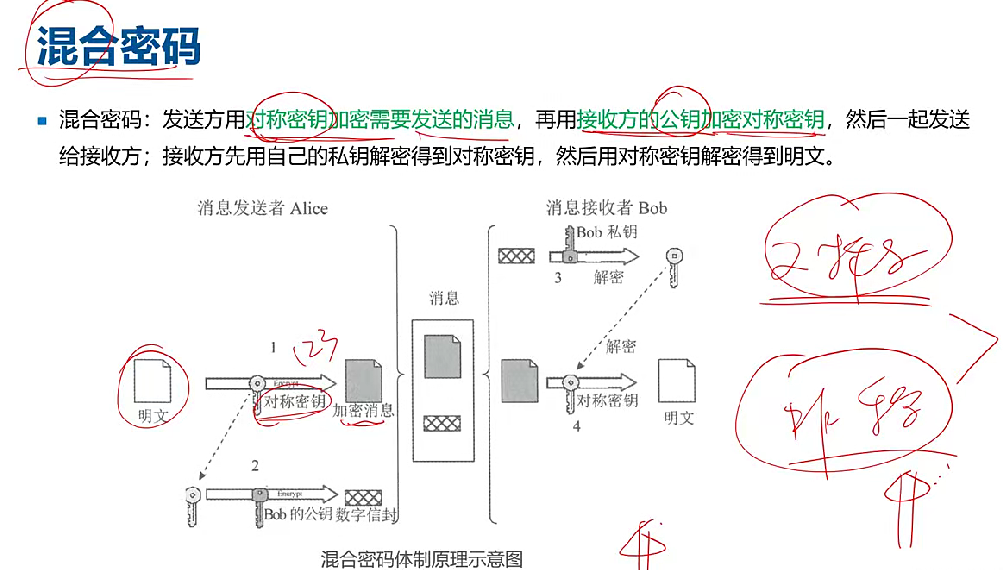 混合密码
混合密码：发送方用对称密钥加密需要发送的消息，再用接收方的公钥加密对称密钥，然后一起发送
给接收方；接收方先用自己的私钥解密得到对称密钥，然后用对称密钥解密得到明文。
消息发送者 Alice
消息接收者 Bob
Bob 私钥
3
解密
消息
1
123
解密
Encrypt
对称密钥
明文
加密消息
对称密钥
4
明文
2
Encrypt
Bob 的公钥
数字信封
混合密码体制原理示意图